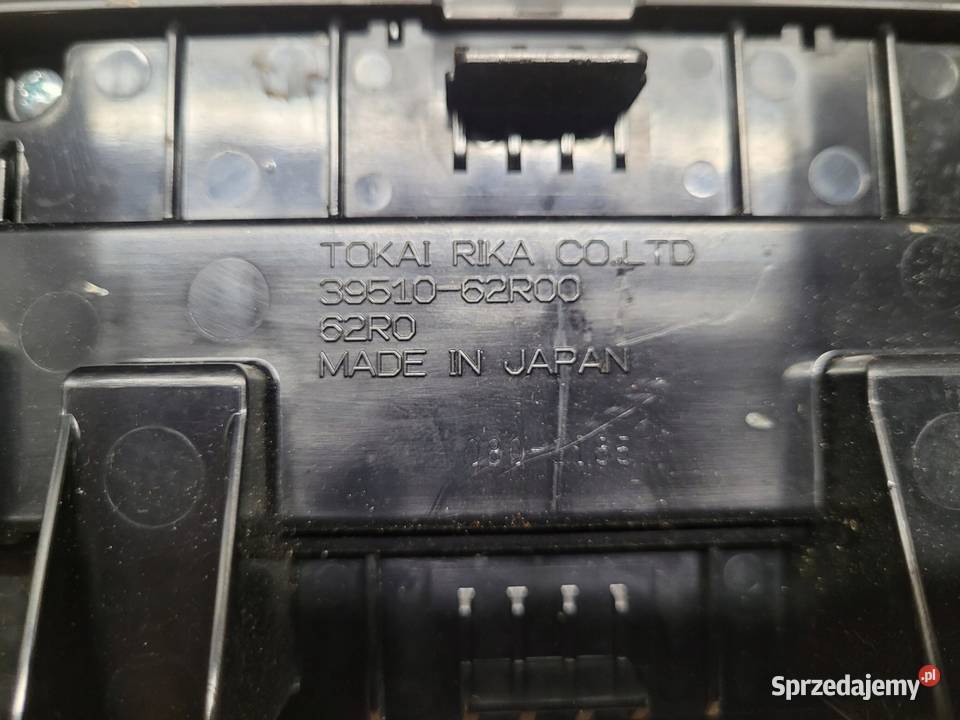 TOKAI RIKA CO.,LTD
39510-62R00
62R0
MADE IN JAPAN
Sprzedajemy.pl